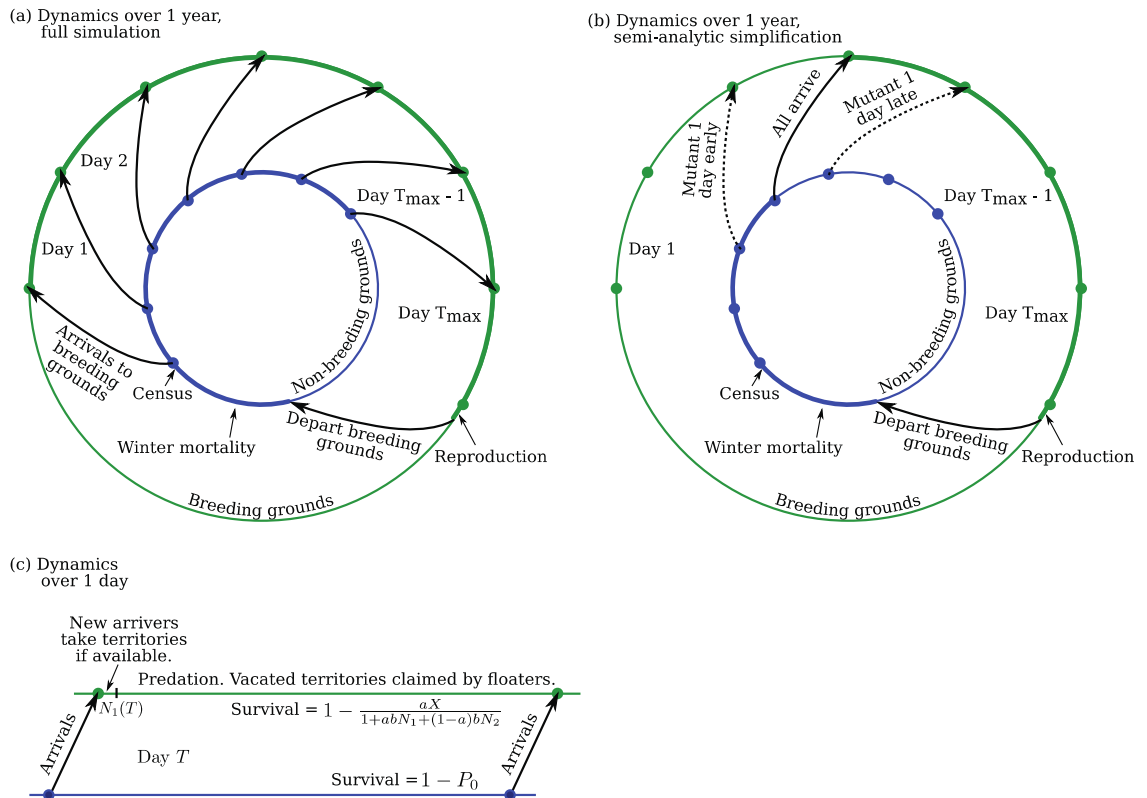 (a) Dynamics over 1 year,
full simulation
Day 2
Day 1
Day Tmax - 1
Day Tmax
Arrivals to
breeding
grounds
Census
Non-breeding grounds
Winter mortality
Depart breeding
grounds
Reproduction
Breeding grounds
(b) Dynamics over 1 year,
semi-analytic simplification
Mutant 1
day early
All arrive
Mutant 1
day late
Day 1
Day Tmax - 1
Day Tmax
Census
Non-breeding grounds
Winter mortality
Depart breeding
grounds
Reproduction
Breeding grounds
(c) Dynamics
over 1 day
New arrivers
take territories
if available.
Predation. Vacated territories claimed by floaters.
N₁(T)
Survival = 1 − aX / (1+abN₁+(1−a)bN₂)
Arrivals
Day T
Arrivals
Survival = 1 − P₀